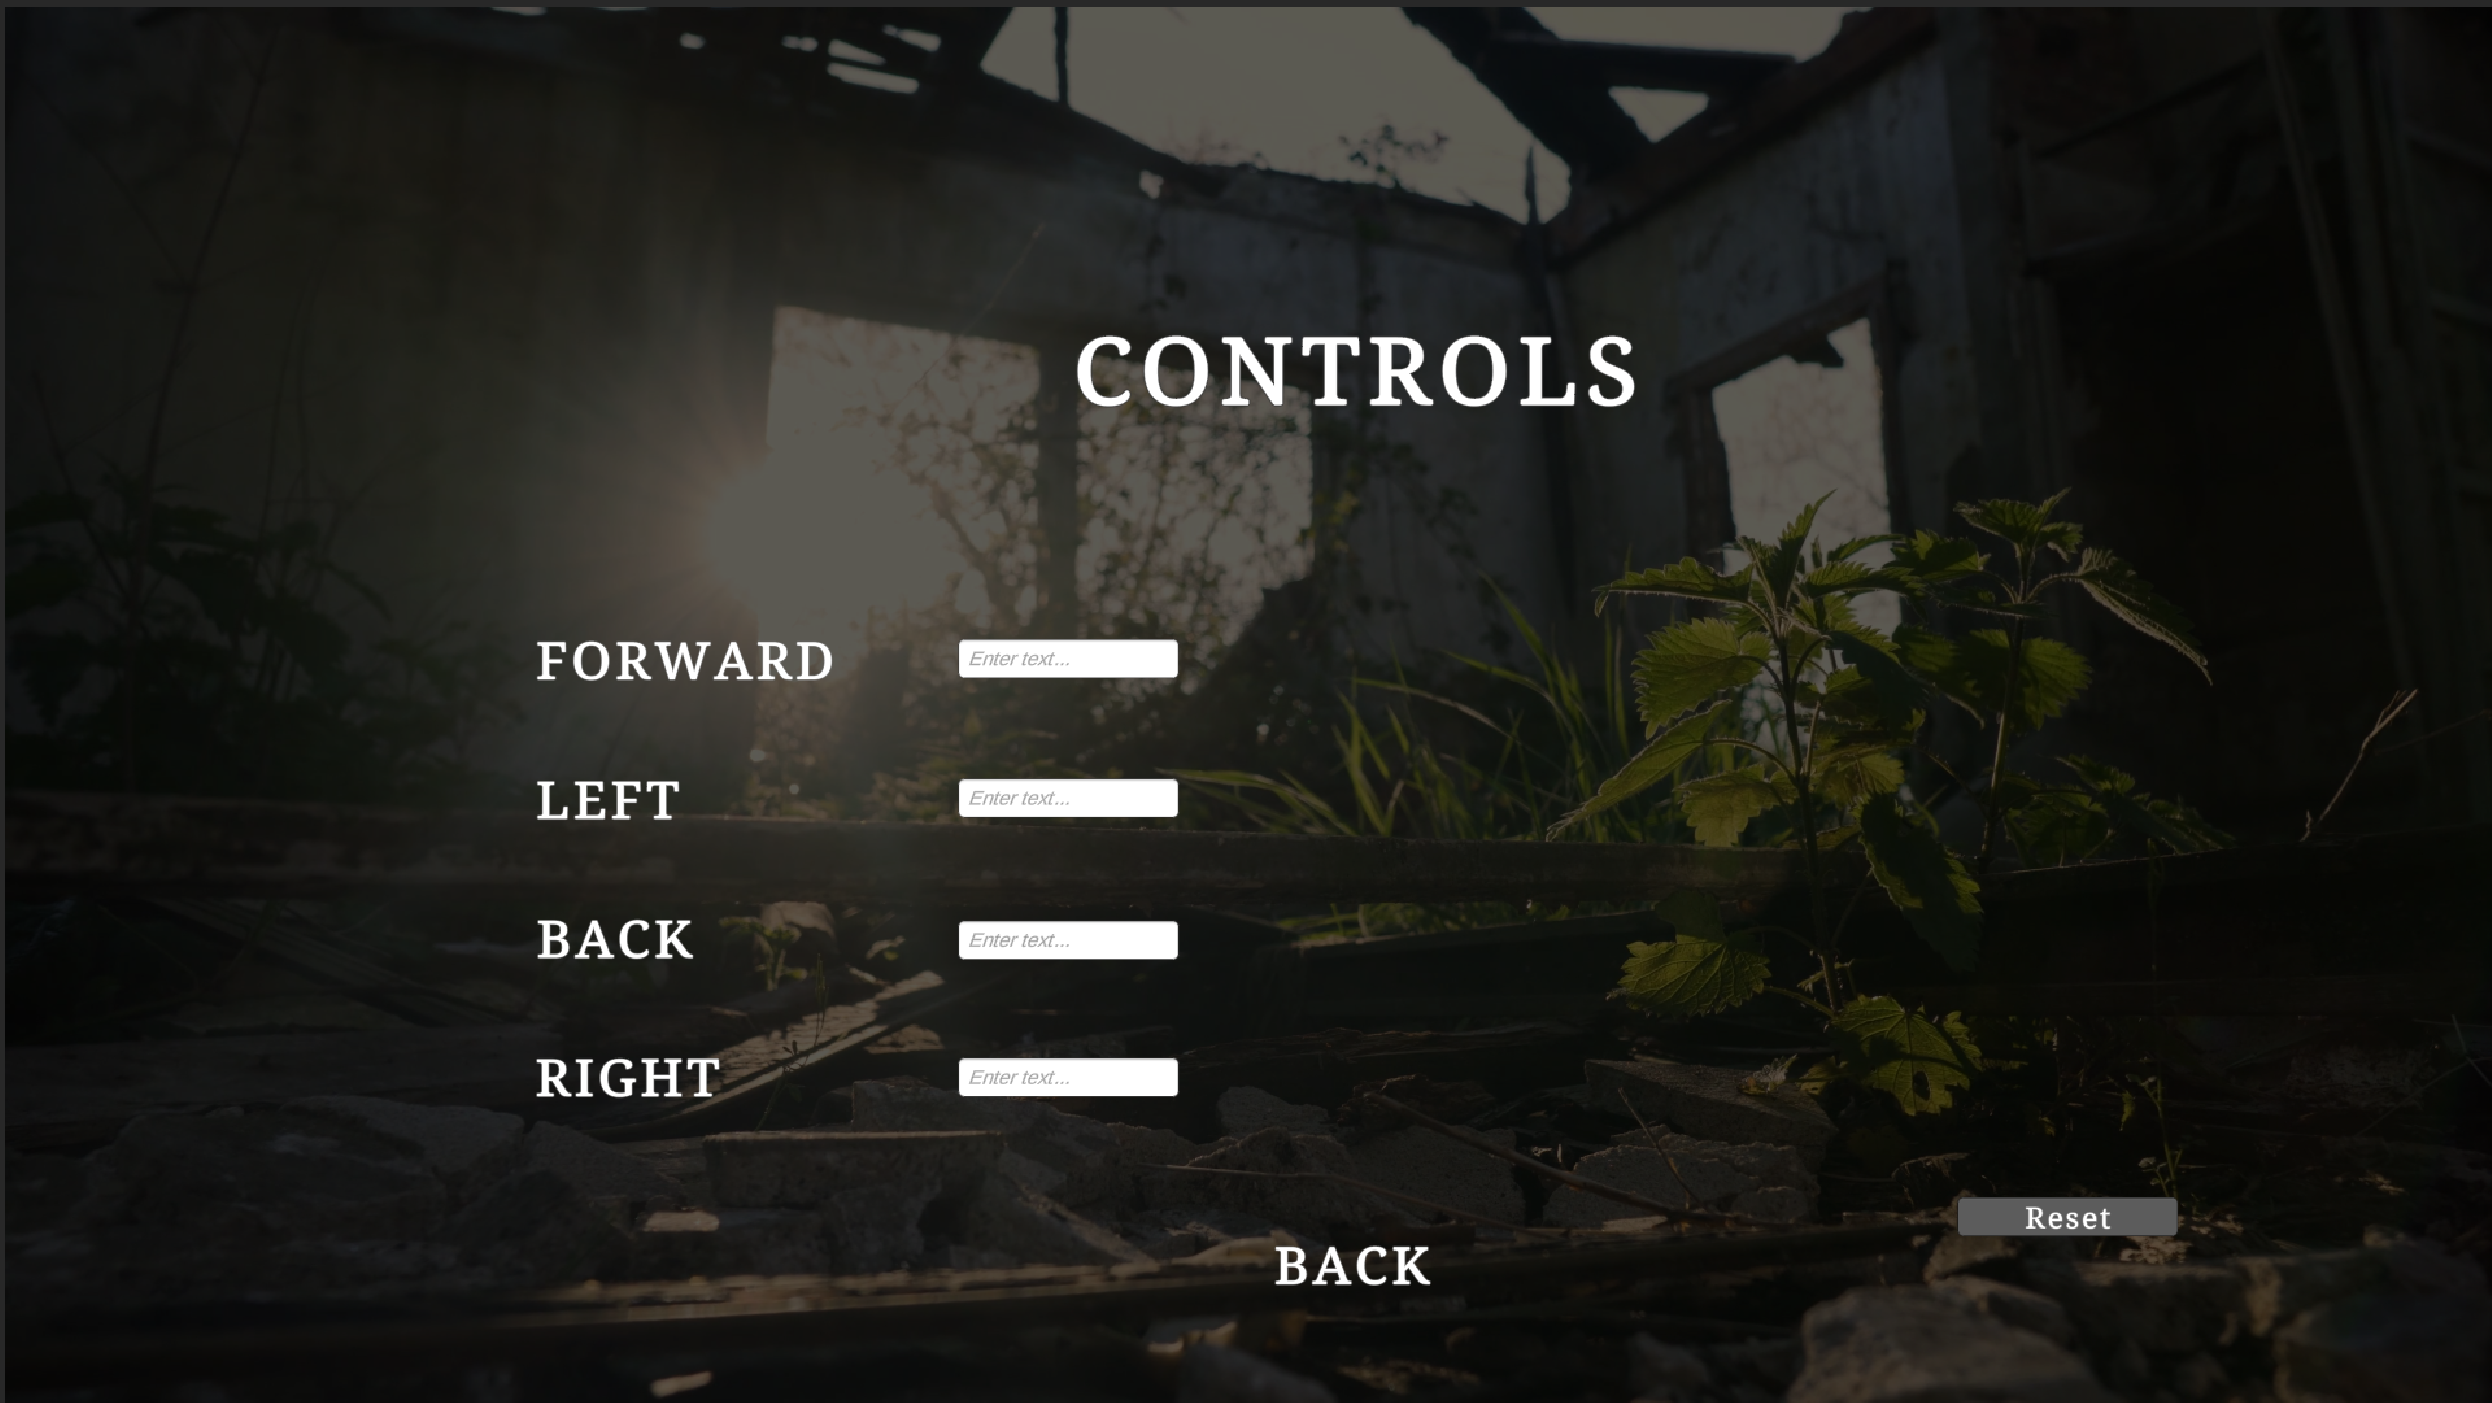 CONTROLS
FORWARD
Enter text...
LEFT
Enter text...
BACK
Enter text...
RIGHT
Enter text...
Reset
BACK